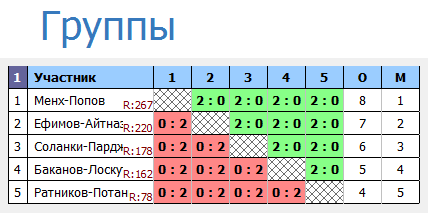 Группы
1 Участник 1 2 3 4 5 О М
1 Менх-Попов R:267 2 : 0 2 : 0 2 : 0 2 : 0 8 1
2 Ефимов-Айтназ R:220 0 : 2 2 : 0 2 : 0 2 : 0 7 2
3 Соланки-Пардж R:178 0 : 2 0 : 2 2 : 0 2 : 0 6 3
4 Баканов-Лоску R:162 0 : 2 0 : 2 0 : 2 2 : 0 5 4
5 Ратников-Потан R:78 0 : 2 0 : 2 0 : 2 0 : 2 4 5